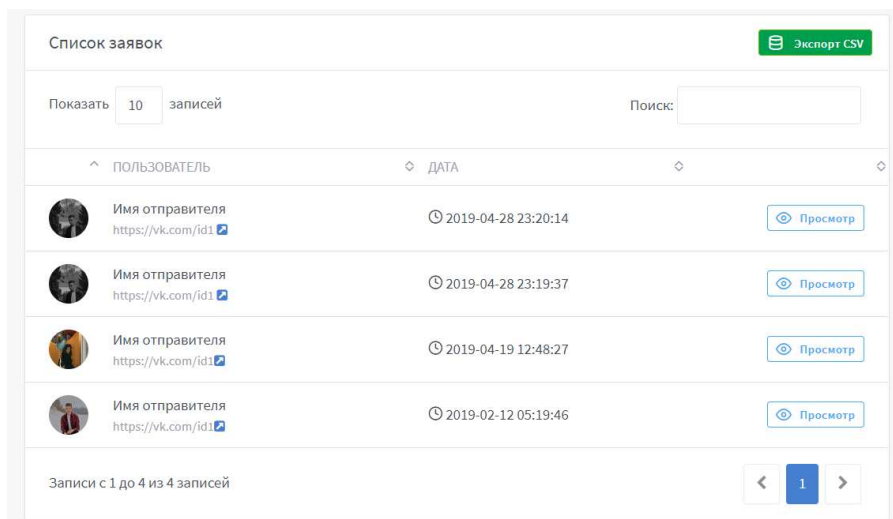 Список заявок
Экспорт CSV
Показать 10 записей
Поиск:
ПОЛЬЗОВАТЕЛЬ ДАТА
Имя отправителя
https://vk.com/id1
2019-04-28 23:20:14
Просмотр
Имя отправителя
https://vk.com/id1
2019-04-28 23:19:37
Просмотр
Имя отправителя
https://vk.com/id1
2019-04-19 12:48:27
Просмотр
Имя отправителя
https://vk.com/id1
2019-02-12 05:19:46
Просмотр
Записи с 1 до 4 из 4 записей
1